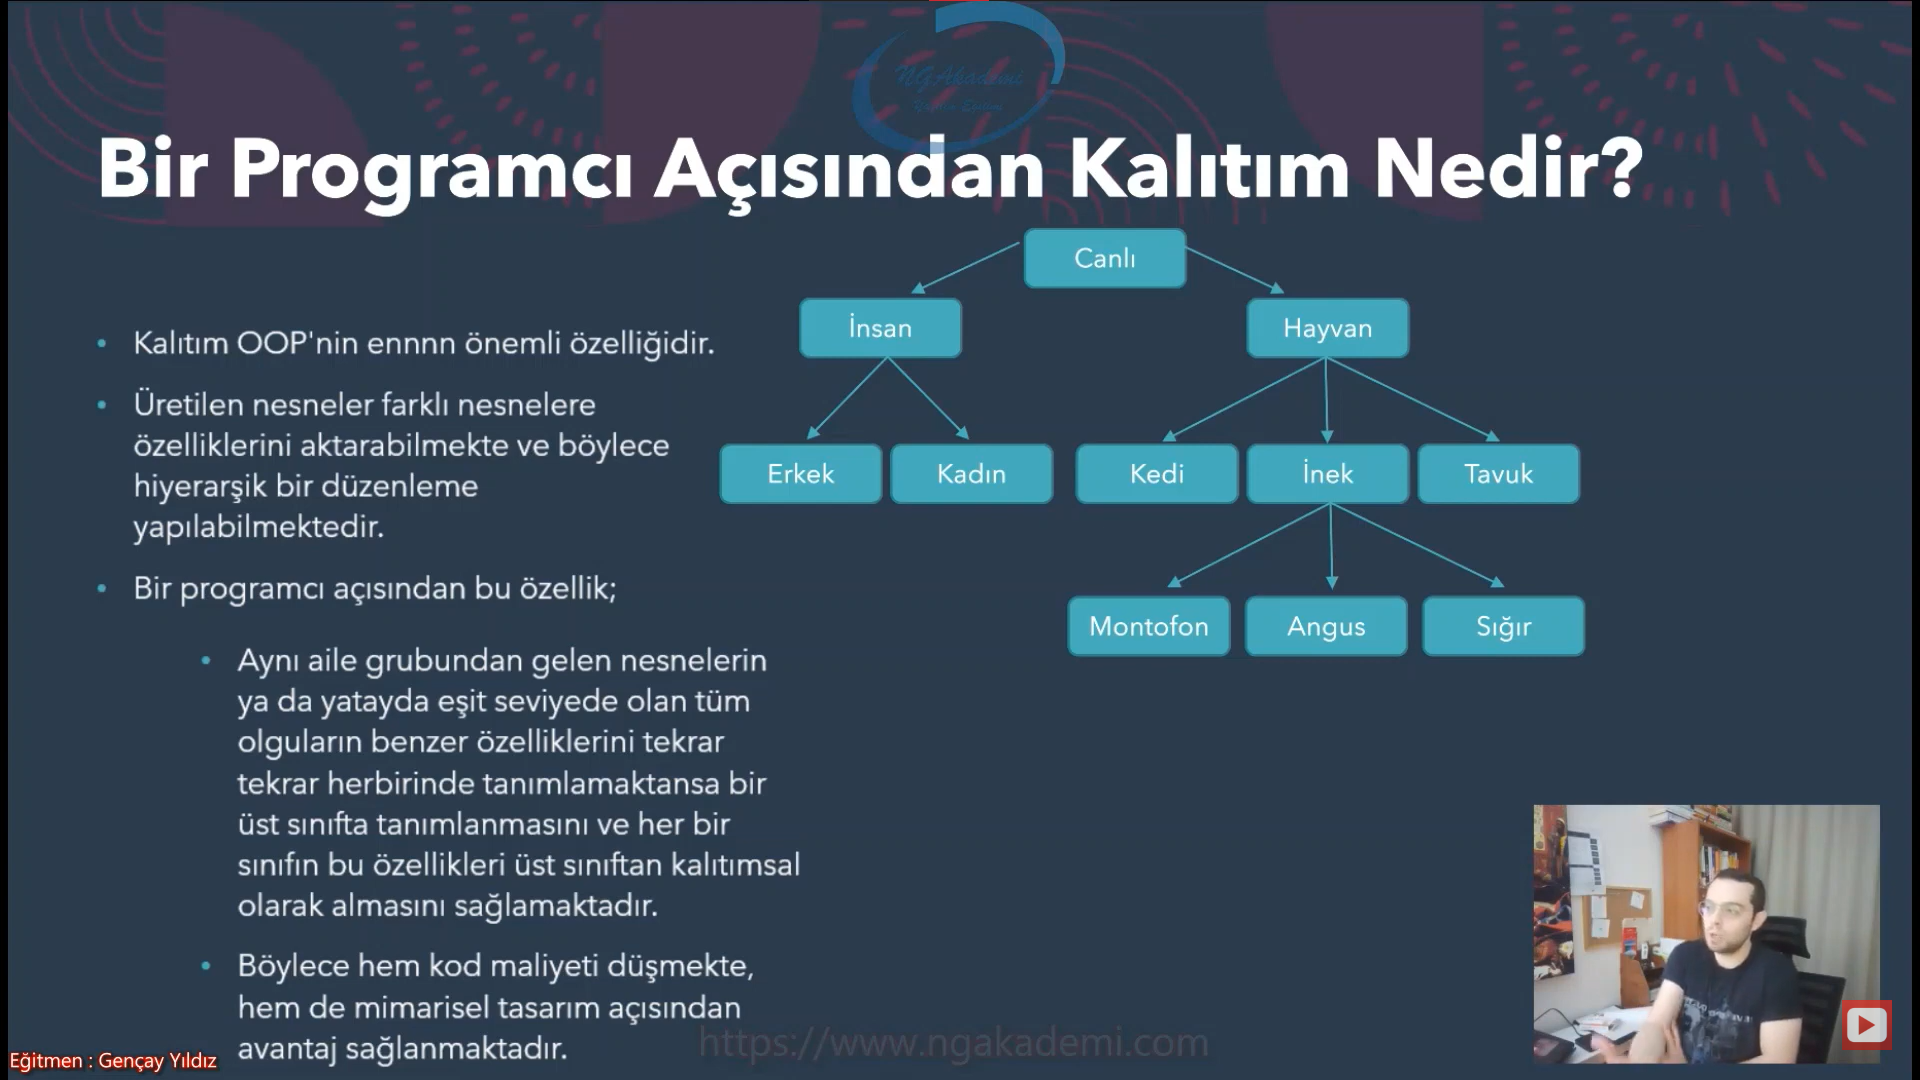 NGAkademi
Bir Programcı Açısından Kalıtım Nedir?
Canlı
İnsan
Hayvan
Erkek
Kadın
Kedi
İnek
Tavuk
Montofon
Angus
Sığır
• Kalıtım OOP'nin ennnn önemli özelliğidir.
• Üretilen nesneler farklı nesnelere
özelliklerini aktarabilmekte ve böylece
hiyerarşik bir düzenleme
yapılabilmektedir.
• Bir programcı açısından bu özellik;
• Aynı aile grubundan gelen nesnelerin
ya da yatayda eşit seviyede olan tüm
olguların benzer özelliklerini tekrar
tekrar herbirinde tanımlamaktansa bir
üst sınıfta tanımlanmasını ve her bir
sınıfın bu özellikleri üst sınıftan kalıtımsal
olarak almasını sağlamaktadır.
• Böylece hem kod maliyeti düşmekte,
hem de mimarisel tasarım açısından
avantaj sağlanmaktadır.
https://www.ngakademi.com
Eğitmen : Gençay Yıldız